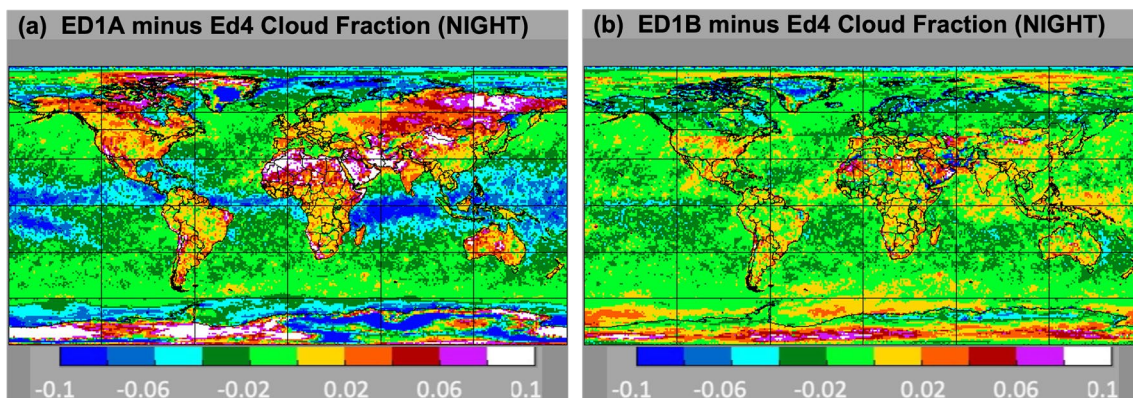 (a) ED1A minus Ed4 Cloud Fraction (NIGHT)
(b) ED1B minus Ed4 Cloud Fraction (NIGHT)
-0.1 -0.06 -0.02 0.02 0.06 0.1
-0.1 -0.06 -0.02 0.02 0.06 0.1